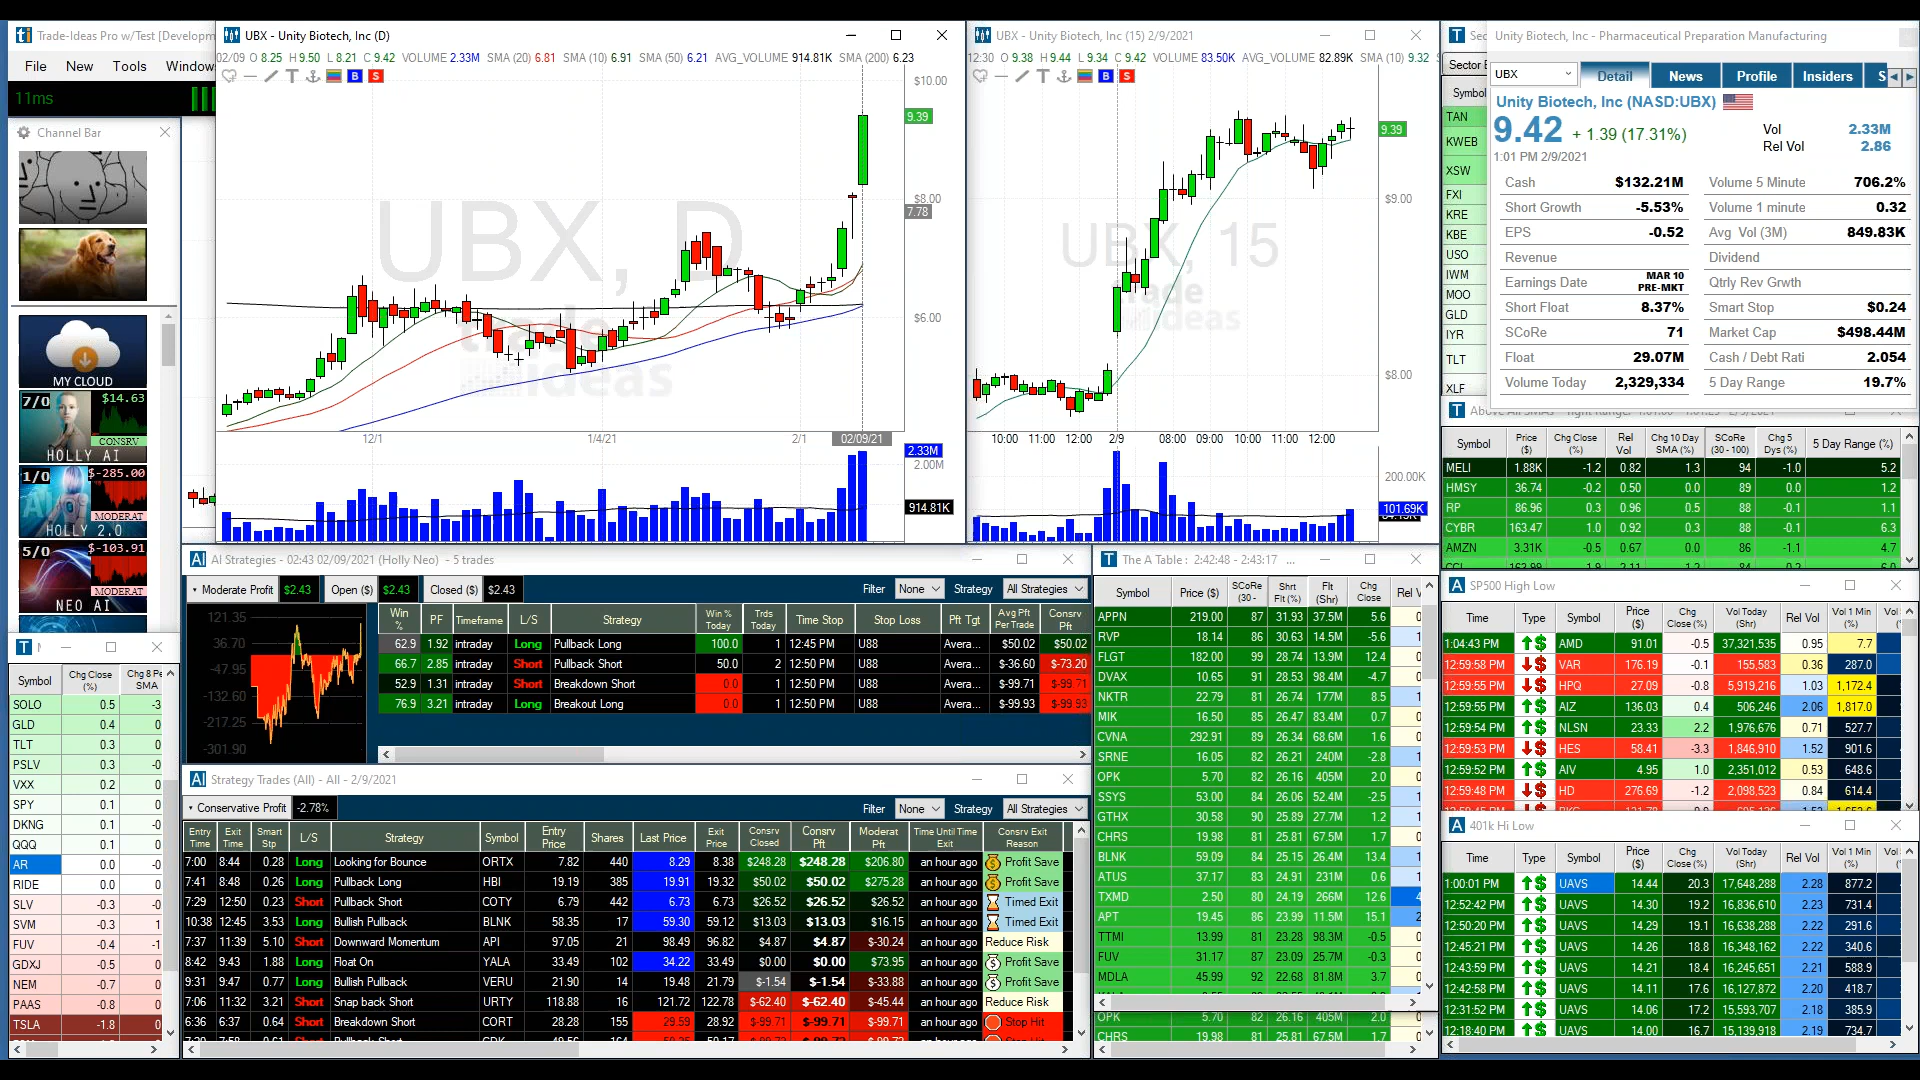 Trade-Ideas Pro w/Test [Developm
File New Tools Window
11ms
Channel Bar
MY CLOUD
7/0 $14.63
CONSRV
HOLLY AI
1/0 $-285.00
MODERAT
HOLLY 2.0
5/0 $-103.91
MODERAT
NEO AI
Symbol Chg Close (%) Chg 8 Pe SMA
SOLO 0.5 -3
GLD 0.4 0
TLT 0.3 0
PSLV 0.3 -0
VXX 0.2 0
SPY 0.1 0
DKNG 0.1 -0
QQQ 0.1 0
AR 0.0 -0
RIDE 0.0 0
SLV -0.3 0
SVM -0.3 1
FUV -0.4 -1
GDXJ -0.5 0
NEM -0.7 0
PAAS -0.8 0
TSLA -1.8 0
UBX - Unity Biotech, Inc (D)
02/09 O 8.25 H 9.50 L 8.21 C 9.42 VOLUME 2.33M SMA (20) 6.81 SMA (10) 6.91 SMA (50) 6.21 AVG_VOLUME 914.81K SMA (200) 6.23
B S
UBX, D
trade ideas
$10.00
9.39
$8.00
7.78
$6.00
12/1 1/4/21 2/1 02/09/21
2.33M
2.00M
914.81K
UBX - Unity Biotech, Inc (15) 2/9/2021
12:30 O 9.38 H 9.44 L 9.34 C 9.42 VOLUME 83.50K AVG_VOLUME 82.89K SMA (10) 9.32
B S
UBX, 15
trade ideas
9.39
$9.00
$8.00
10:00 11:00 12:00 2/9 08:00 09:00 10:00 11:00 12:00
200.00K
101.69K
Sec
Sector
Symbol
TAN
KWEB
XSW
FXI
KRE
KBE
USO
IWM
MOO
GLD
IYR
TLT
XLF
Unity Biotech, Inc - Pharmaceutical Preparation Manufacturing
UBX Detail News Profile Insiders S
Unity Biotech, Inc (NASD:UBX)
9.42 + 1.39 (17.31%)
1:01 PM 2/9/2021
Vol 2.33M
Rel Vol 2.86
Cash $132.21M Volume 5 Minute 706.2%
Short Growth -5.53% Volume 1 minute 0.32
EPS -0.52 Avg Vol (3M) 849.83K
Revenue Dividend
Earnings Date MAR 10 PRE-MKT Qtrly Rev Grwth
Short Float 8.37% Smart Stop $0.24
SCoRe 71 Market Cap $498.44M
Float 29.07M Cash / Debt Rati 2.054
Volume Today 2,329,334 5 Day Range 19.7%
Symbol Price ($) Chg Close (%) Rel Vol Chg 10 Day SMA (%) SCoRe (30 - 100) Chg 5 Dys (%) 5 Day Range (%)
MELI 1.88K -1.2 0.82 1.3 94 -1.0 5.2
HMSY 36.74 -0.2 0.50 0.0 89 0.0 1.2
RP 86.96 0.3 0.96 0.5 88 -0.1 1.1
CYBR 163.47 1.0 0.92 0.3 88 -0.1 6.3
AMZN 3.31K -0.5 0.67 0.0 86 -1.1 4.7
AI Strategies - 02:43 02/09/2021 (Holly Neo) - 5 trades
Moderate Profit $2.43 Open ($) $2.43 Closed ($) $2.43 Filter None Strategy All Strategies
121.35
36.70
-47.95
-132.60
-217.25
-301.90
Win % PF Timeframe L/S Strategy Win % Today Trds Today Time Stop Stop Loss Pft Tgt Avg Pft Per Trade Consrv Pft
62.9 1.92 intraday Long Pullback Long 100.0 1 12:45 PM U88 Avera... $50.02 $50.02
66.7 2.85 intraday Short Pullback Short 50.0 2 12:50 PM U88 Avera... $-36.60 $-73.20
52.9 1.31 intraday Short Breakdown Short 0.0 1 12:50 PM U88 Avera... $-99.71 $-99.71
76.9 3.21 intraday Long Breakout Long 0.0 1 12:50 PM U88 Avera... $-99.93 $-99.93
Strategy Trades (All) - All - 2/9/2021
Conservative Profit -2.78% Filter None Strategy All Strategies
Entry Time Exit Time Smart Stp L/S Strategy Symbol Entry Price Shares Last Price Exit Price Consrv Closed Consrv Pft Moderat Pft Time Until Time Exit Consrv Exit Reason
7:00 8:44 0.28 Long Looking for Bounce ORTX 7.82 440 8.29 8.38 $248.28 $248.28 $206.80 an hour ago Profit Save
7:41 8:48 0.26 Long Pullback Long HBI 19.19 385 19.91 19.32 $50.02 $50.02 $275.28 an hour ago Profit Save
7:29 12:50 0.23 Short Pullback Short COTY 6.79 442 6.73 6.73 $26.52 $26.52 $26.52 an hour ago Timed Exit
10:38 12:45 3.53 Long Bullish Pullback BLNK 58.35 17 59.30 59.12 $13.03 $13.03 $16.15 an hour ago Timed Exit
7:37 11:39 5.10 Short Downward Momentum API 97.05 21 98.49 96.82 $4.87 $4.87 $-30.24 an hour ago Reduce Risk
8:42 9:43 1.88 Long Float On YALA 33.49 102 34.22 33.49 $0.00 $0.00 $73.95 an hour ago Profit Save
9:31 9:47 0.77 Long Bullish Pullback VERU 21.90 14 19.48 21.79 $-1.54 $-1.54 $-33.88 an hour ago Profit Save
7:06 11:32 3.21 Short Snap back Short URTY 118.88 16 121.72 122.78 $-62.40 $-62.40 $-45.44 an hour ago Reduce Risk
6:36 6:37 0.64 Short Breakdown Short CORT 28.28 155 29.59 28.92 $-99.71 $-99.71 $-99.71 an hour ago Stop Hit
The A Table : 2:42:48 - 2:43:17 ...
Symbol Price ($) SCoRe (30 - Shrt Flt (%) Flt (Shr) Chg Close Rel V
APPN 219.00 87 31.93 37.5M 5.6
RVP 18.14 86 30.63 14.5M -5.6
FLGT 182.00 99 28.74 13.9M 12.4
DVAX 10.65 91 28.53 98.4M -4.7
NKTR 22.79 81 26.74 177M 8.5
MIK 16.50 85 26.47 83.4M 0.7
CVNA 292.91 89 26.34 68.6M 1.6
SRNE 16.05 82 26.21 240M -2.8
OPK 5.70 82 26.16 405M 2.0
SSYS 53.00 84 26.06 52.4M -2.5
GTHX 30.58 90 25.89 27.7M 1.2
CHRS 19.98 81 25.81 67.5M 1.7
BLNK 59.09 84 25.15 26.4M 13.4
ATUS 37.17 83 24.91 231M 0.6
TXMD 2.50 80 24.19 266M 12.6
APT 19.45 86 23.99 11.5M 15.1
TTMI 13.99 81 23.28 98.3M -0.5
FUV 31.17 87 23.09 25.7M -0.3
MDLA 45.99 92 22.68 81.8M 3.7
OPK 5.70 82 26.16 405M 2.0
CHRS 19.98 81 25.81 67.5M 1.7
SP500 High Low
Time Type Symbol Price ($) Chg Close (%) Vol Today (Shr) Rel Vol Vol 1 Min (%)
1:04:43 PM AMD 91.01 -0.5 37,321,535 0.95 7.7
12:59:58 PM VAR 176.19 -0.1 155,583 0.36 287.0
12:59:55 PM HPQ 27.09 -0.8 5,919,216 1.03 1,172.4
12:59:55 PM AIZ 136.03 0.4 506,246 2.06 1,817.0
12:59:54 PM NLSN 23.33 2.2 1,976,676 0.71 527.7
12:59:53 PM HES 58.41 -3.3 1,846,910 1.52 901.6
12:59:52 PM AIV 4.95 1.0 2,351,012 0.53 648.6
12:59:48 PM HD 276.69 -1.2 2,098,523 0.84 614.4
401k Hi Low
Time Type Symbol Price ($) Chg Close (%) Vol Today (Shr) Rel Vol Vol 1 Min (%)
1:00:01 PM UAVS 14.44 20.3 17,648,288 2.28 877.2
12:52:42 PM UAVS 14.30 19.2 16,836,610 2.23 731.4
12:50:20 PM UAVS 14.29 19.1 16,638,288 2.22 291.6
12:45:21 PM UAVS 14.26 18.8 16,348,162 2.22 340.6
12:43:59 PM UAVS 14.21 18.4 16,245,651 2.21 588.9
12:42:58 PM UAVS 14.11 17.6 16,127,872 2.20 418.7
12:31:52 PM UAVS 14.06 17.2 15,593,707 2.18 385.9
12:18:40 PM UAVS 14.00 16.7 15,139,918 2.19 734.7